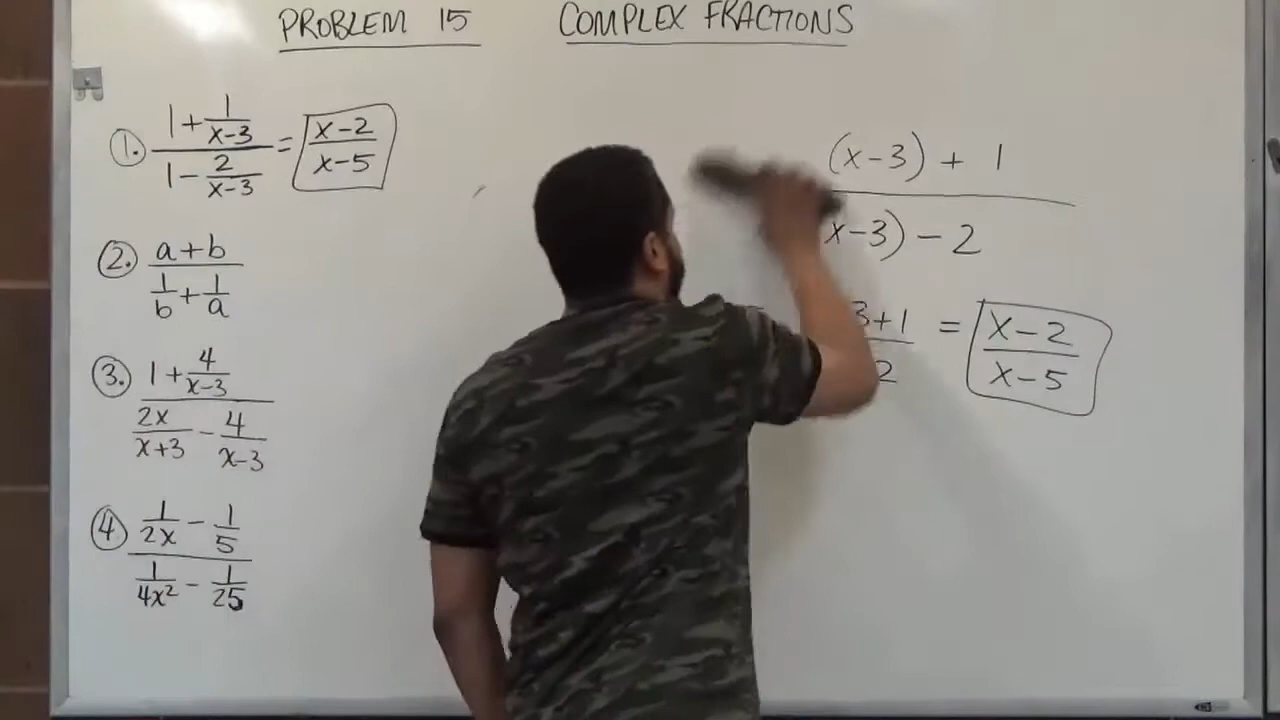 PROBLEM 15 COMPLEX FRACTIONS
1. (1 + 1/(x-3)) / (1 - 2/(x-3)) = (x-2)/(x-5)
2. (a+b) / (1/b + 1/a)
3. (1 + 4/(x-3)) / (2x/(x+3) - 4/(x-3))
4 (1/2x - 1/5) / (1/4x² - 1/25)
(x-3) + 1
x-3) - 2
3+1 = (x-2)/(x-5)
2